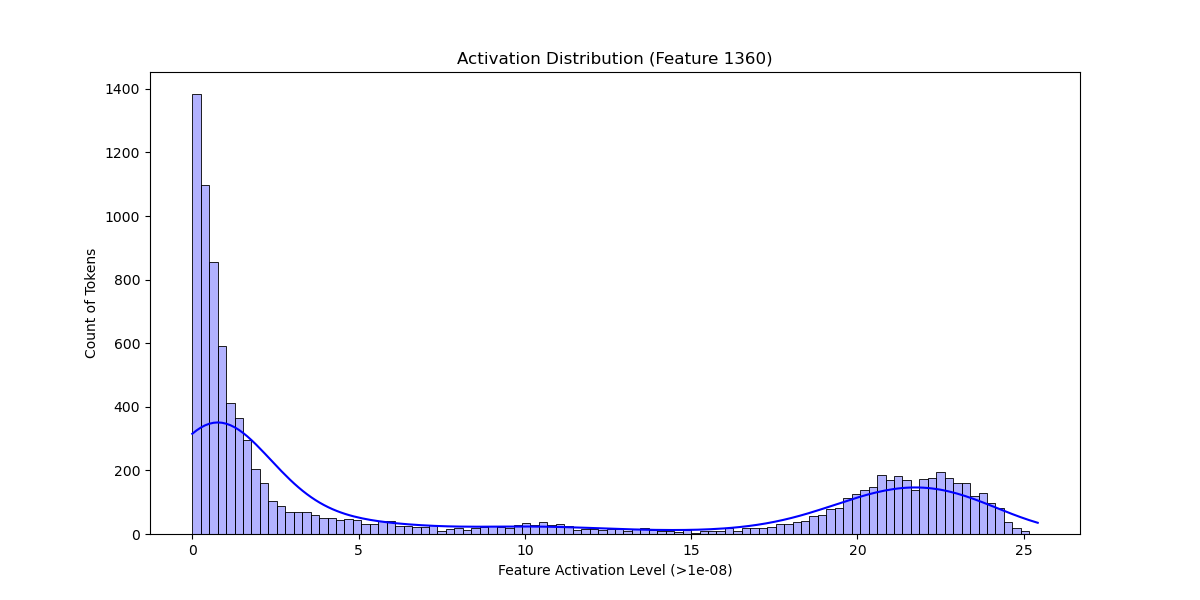 Activation Distribution (Feature 1360)
1400
1200
1000
800
600
400
200
0
Count of Tokens
0 5 10 15 20 25
Feature Activation Level (>1e-08)